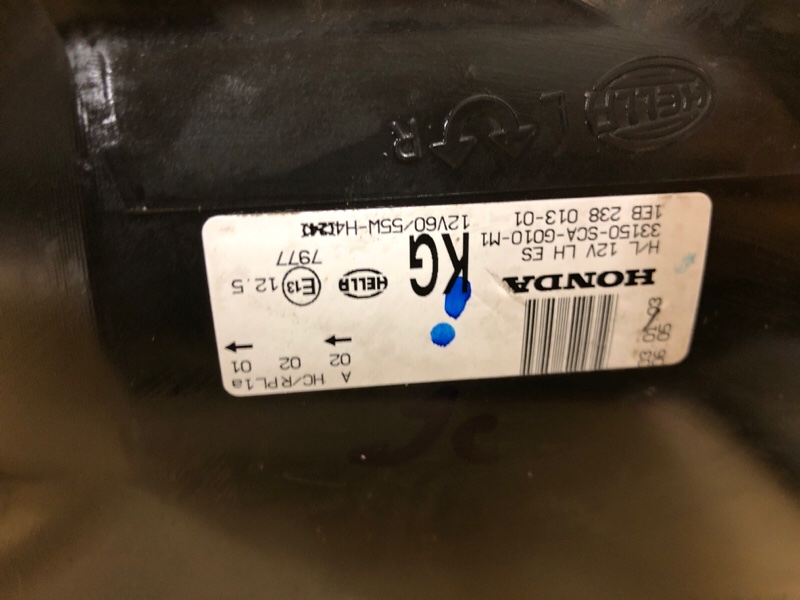 A HC/RPL1a
02 02 01
→ →
HONDA
H/L 12V LH ES
33150-SCA-G010-M1
1EB 238 013-01
KG
HELLA E13 12.5
7977
12V60/55W-H4
HELLA L R